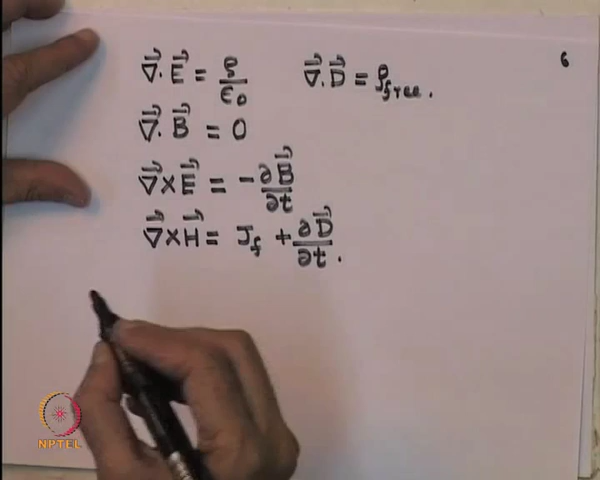 ∇⃗.E⃗ = ρ/ε₀   ∇⃗.D⃗ = ρ_free.
6
∇⃗.B⃗ = 0
∇⃗×E⃗ = -∂B⃗/∂t
∇⃗×H⃗ = J_f + ∂D⃗/∂t.
NPTEL